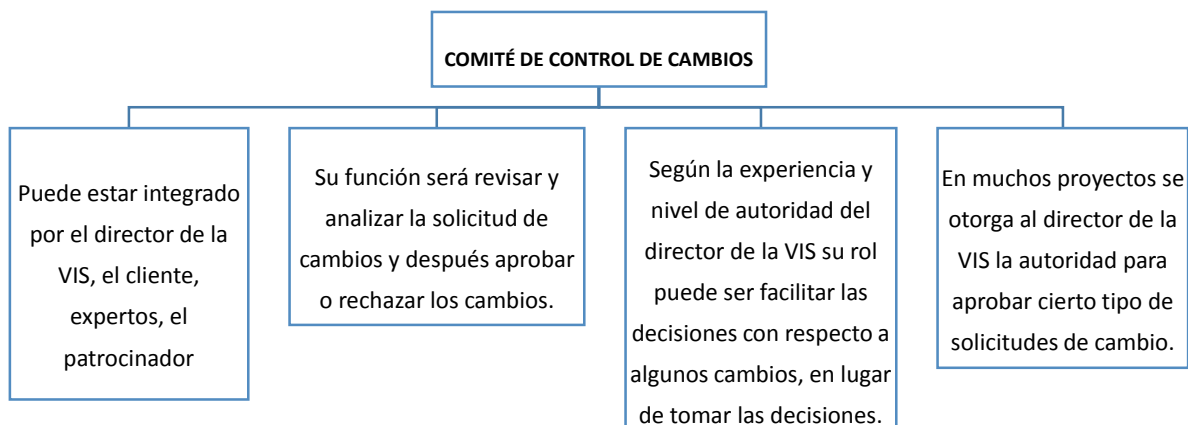 COMITÉ DE CONTROL DE CAMBIOS
Puede estar integrado
por el director de la
VIS, el cliente,
expertos, el
patrocinador
Su función será revisar y
analizar la solicitud de
cambios y después aprobar
o rechazar los cambios.
Según la experiencia y
nivel de autoridad del
director de la VIS su rol
puede ser facilitar las
decisiones con respecto a
algunos cambios, en lugar
de tomar las decisiones.
En muchos proyectos se
otorga al director de la
VIS la autoridad para
aprobar cierto tipo de
solicitudes de cambio.